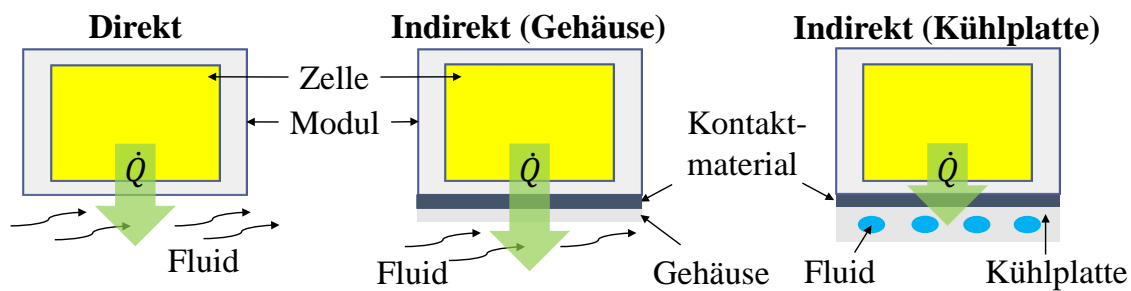 Direkt
Indirekt (Gehäuse)
Indirekt (Kühlplatte)
Zelle
Modul
Kontakt-
material
Q̇
Q̇
Q̇
Fluid
Fluid
Gehäuse
Fluid
Kühlplatte